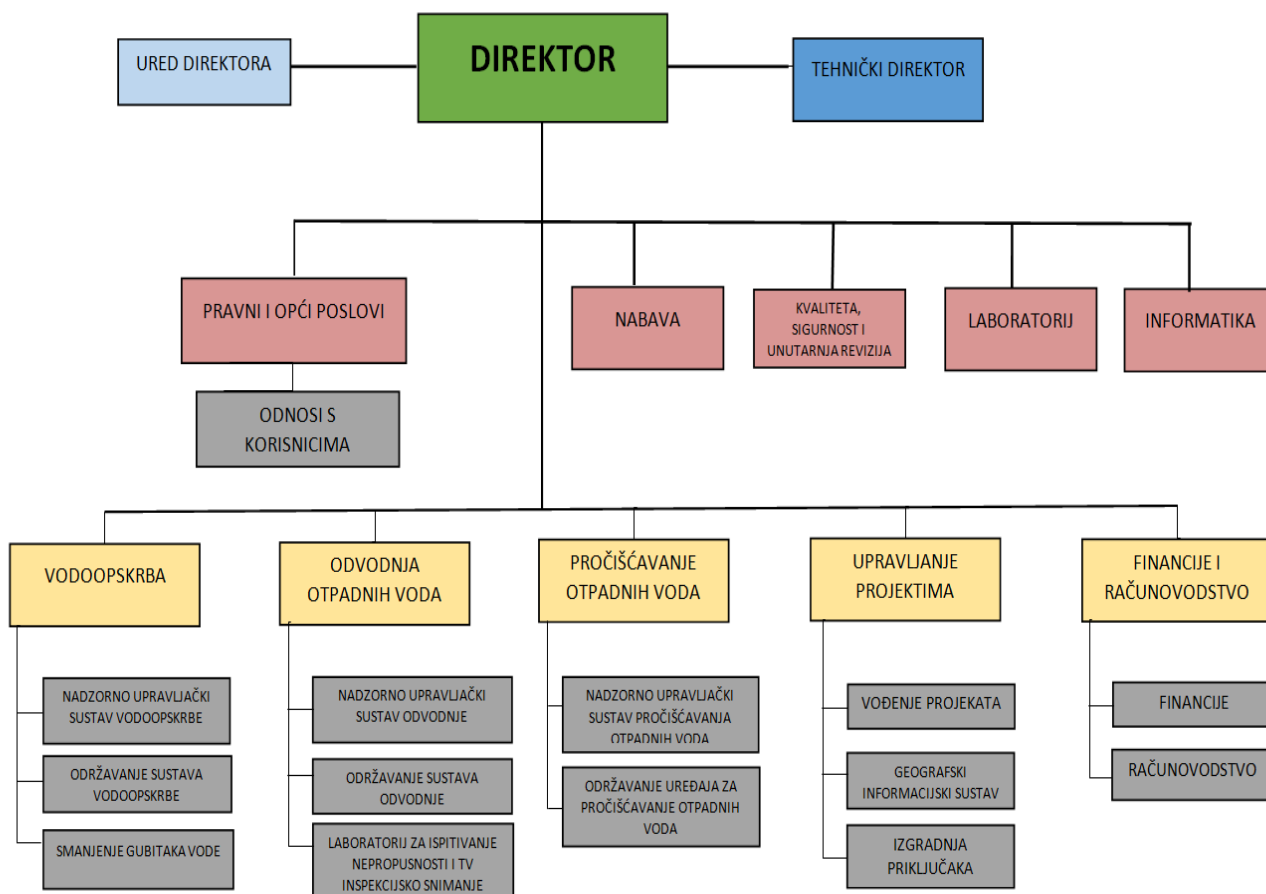 URED DIREKTORA
DIREKTOR
TEHNIČKI DIREKTOR
PRAVNI I OPĆI POSLOVI
NABAVA
KVALITETA,
SIGURNOST I
UNUTARNJA REVIZIJA
LABORATORIJ
INFORMATIKA
ODNOSI S
KORISNICIMA
VODOOPSKRBA
ODVODNJA
OTPADNIH VODA
PROČIŠĆAVANJE
OTPADNIH VODA
UPRAVLJANJE
PROJEKTIMA
FINANCIJE I
RAČUNOVODSTVO
NADZORNO UPRAVLJAČKI
SUSTAV VODOOPSKRBE
ODRŽAVANJE SUSTAVA
VODOOPSKRBE
SMANJENJE GUBITAKA VODE
NADZORNO UPRAVLJAČKI
SUSTAV ODVODNJE
ODRŽAVANJE SUSTAVA
ODVODNJE
LABORATORIJ ZA ISPITIVANJE
NEPROPUSNOSTI I TV
INSPEKCIJSKO SNIMANJE
NADZORNO UPRAVLJAČKI
SUSTAV PROČIŠĆAVANJA
OTPADNIH VODA
ODRŽAVANJE UREĐAJA ZA
PROČIŠĆAVANJE OTPADNIH
VODA
VOĐENJE PROJEKATA
GEOGRAFSKI
INFORMACIJSKI SUSTAV
IZGRADNJA
PRIKLJUČAKA
FINANCIJE
RAČUNOVODSTVO